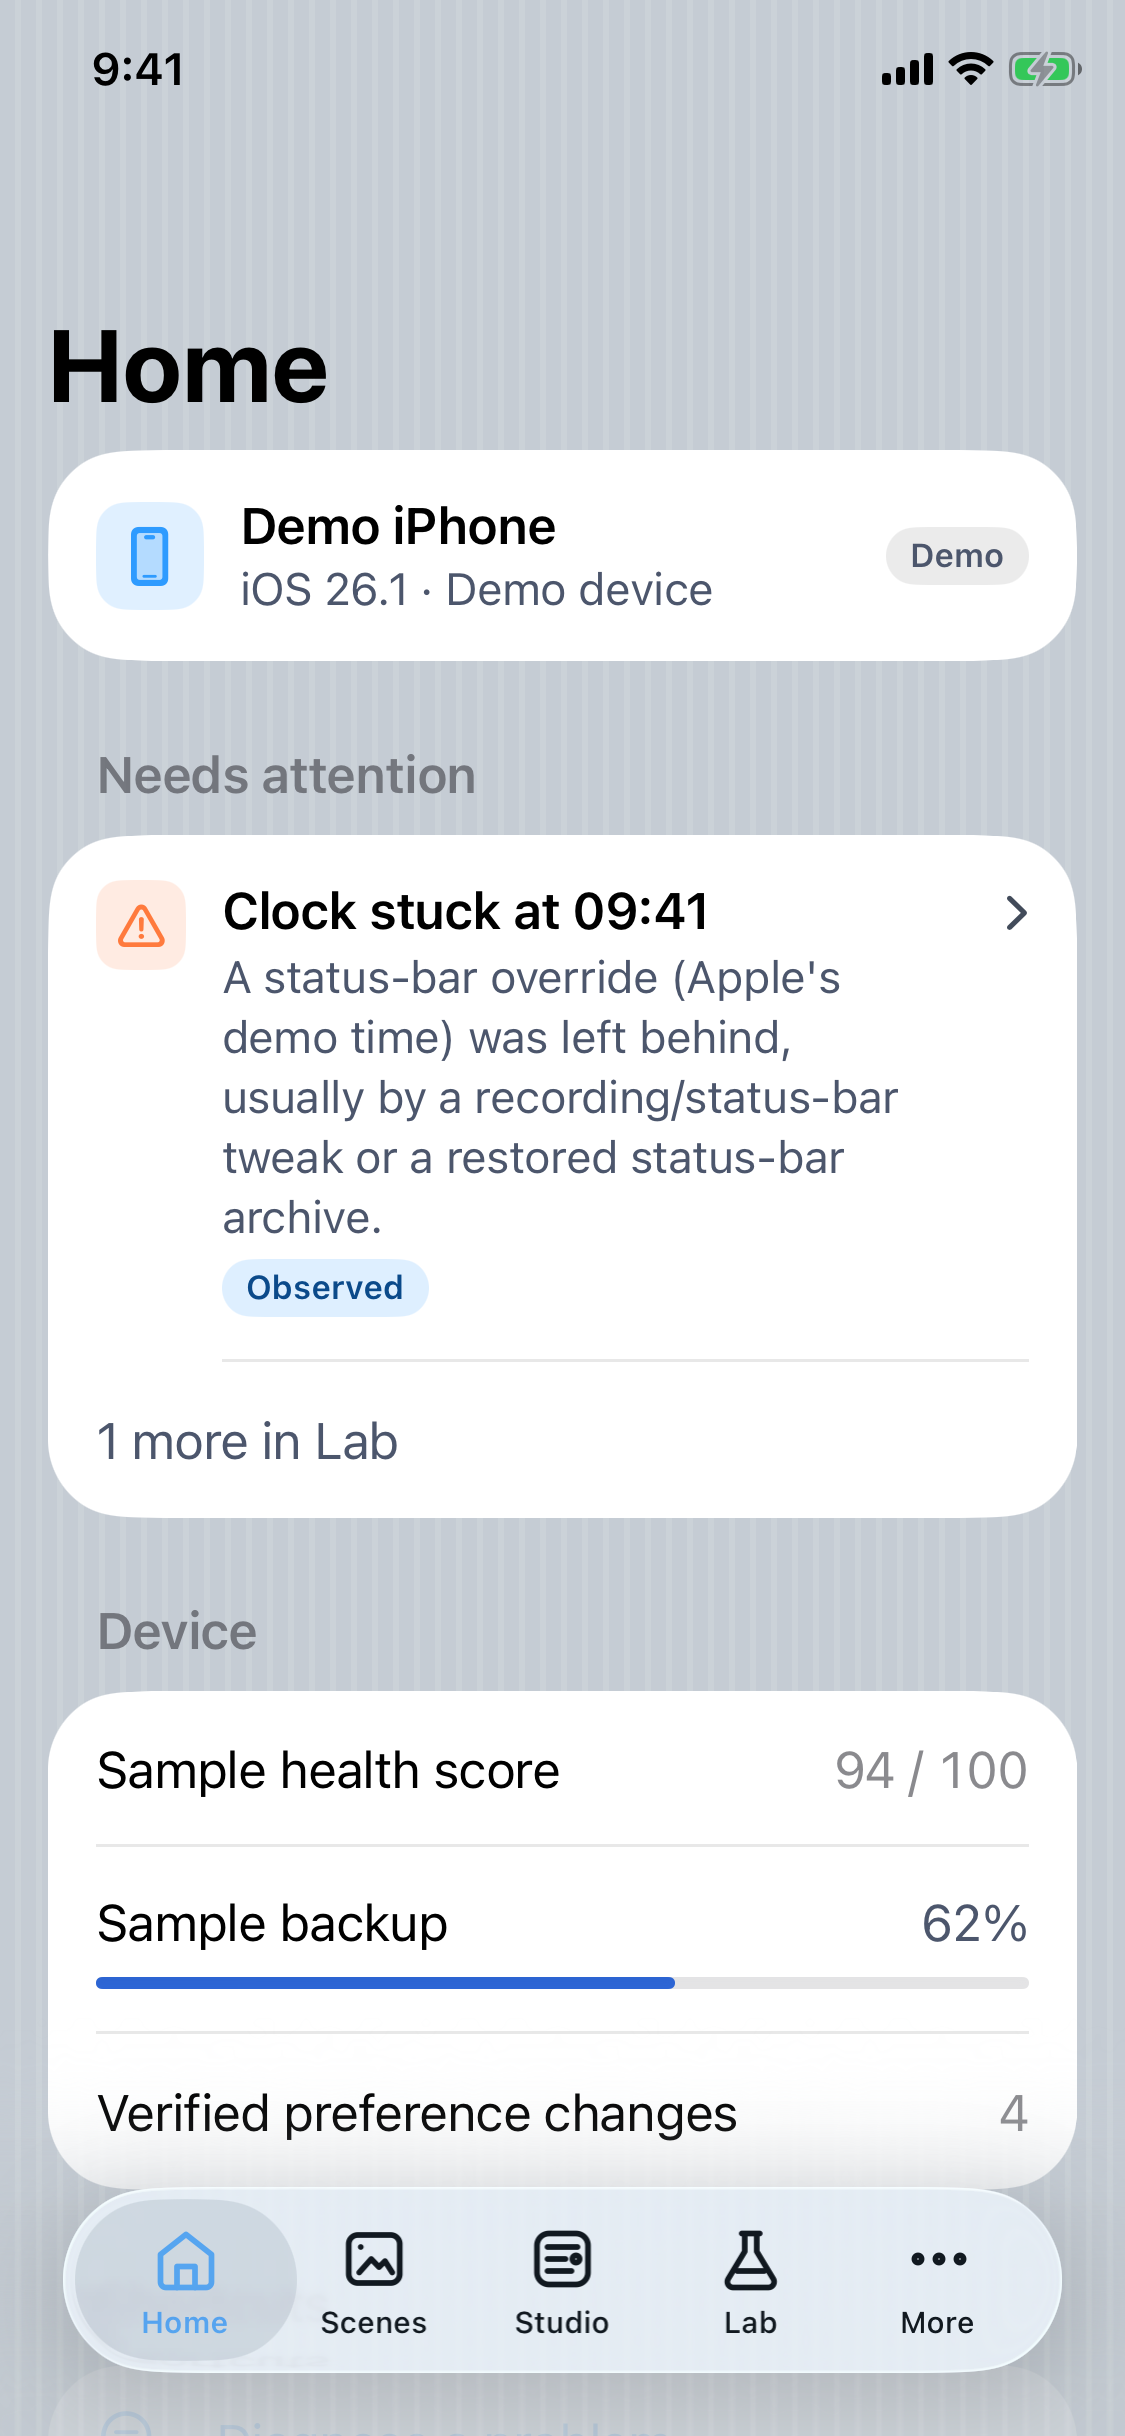 9:41
Home
Demo iPhone
iOS 26.1 · Demo device
Demo
Needs attention
Clock stuck at 09:41
A status-bar override (Apple's
demo time) was left behind,
usually by a recording/status-bar
tweak or a restored status-bar
archive.
Observed
1 more in Lab
Device
Sample health score
94 / 100
Sample backup
62%
Verified preference changes
4
Home
Scenes
Studio
Lab
More
Diagnose a problem